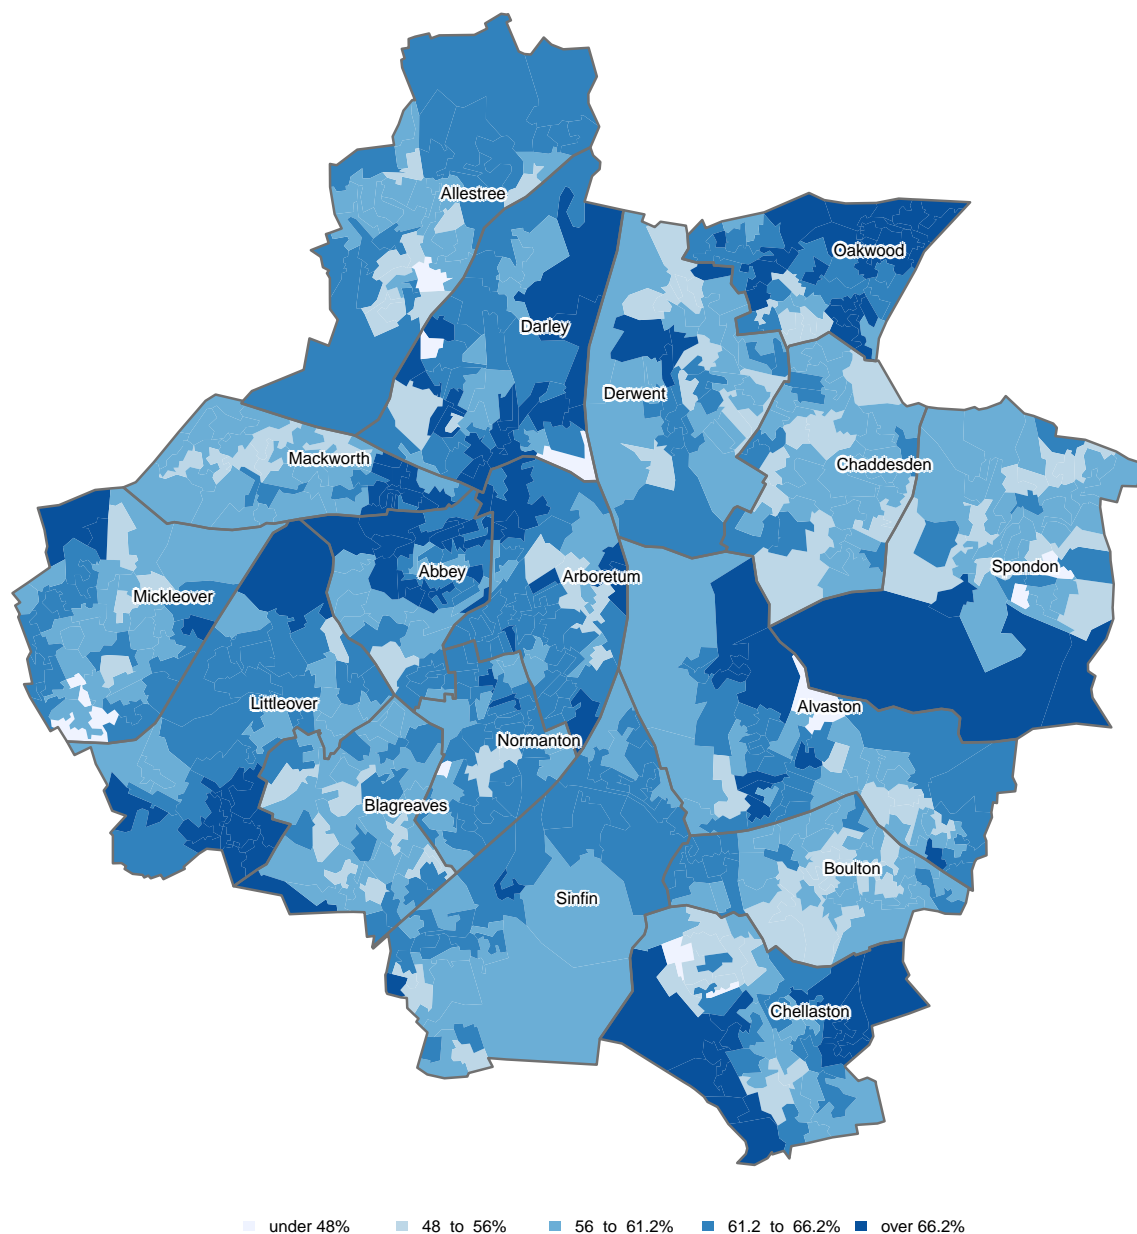 Allestree
Oakwood
Darley
Derwent
Mackworth
Chaddesden
Spondon
Abbey
Arboretum
Mickleover
Littleover
Alvaston
Normanton
Blagreaves
Boulton
Sinfin
Chellaston
under 48% 48 to 56% 56 to 61.2% 61.2 to 66.2% over 66.2%